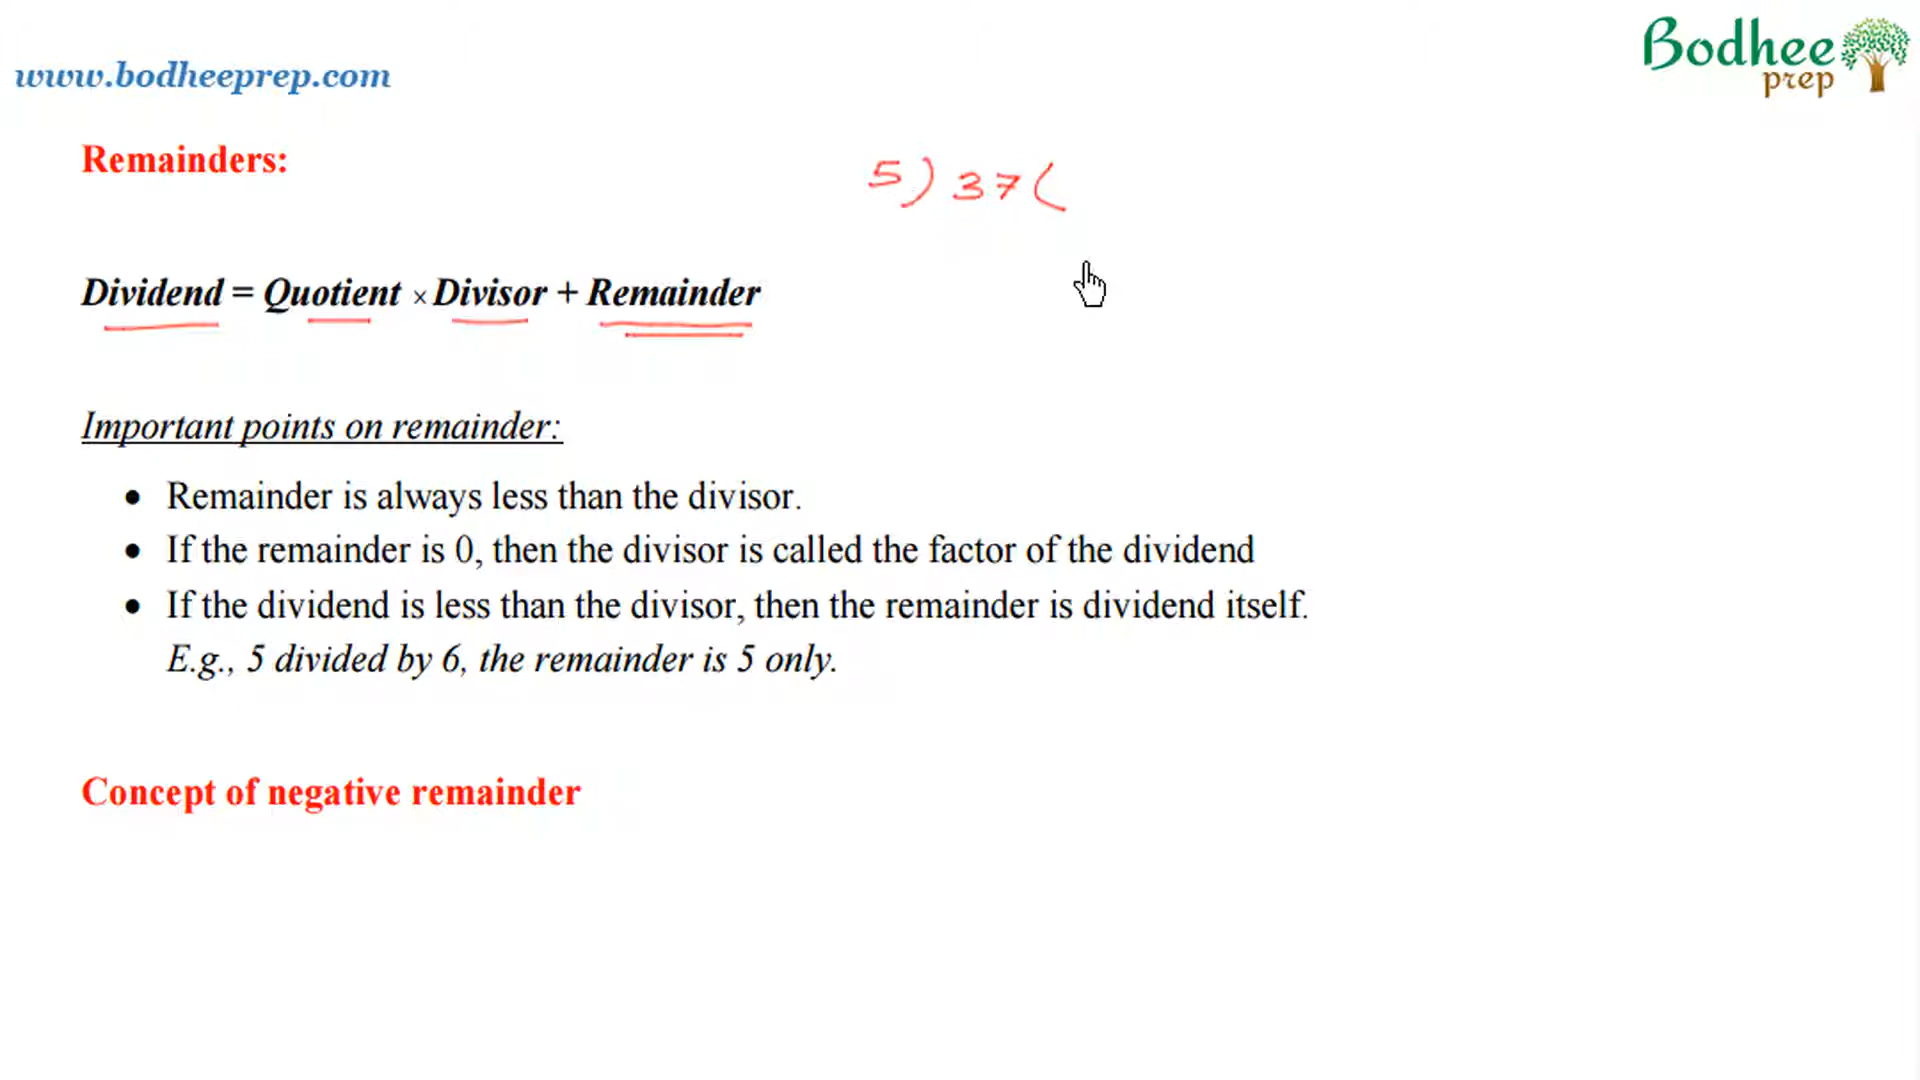 www.bodheeprep.com
Bodhee
prep
Remainders:
5)37(
Dividend = Quotient × Divisor + Remainder
Important points on remainder:
• Remainder is always less than the divisor.
• If the remainder is 0, then the divisor is called the factor of the dividend
• If the dividend is less than the divisor, then the remainder is dividend itself.
E.g., 5 divided by 6, the remainder is 5 only.
Concept of negative remainder